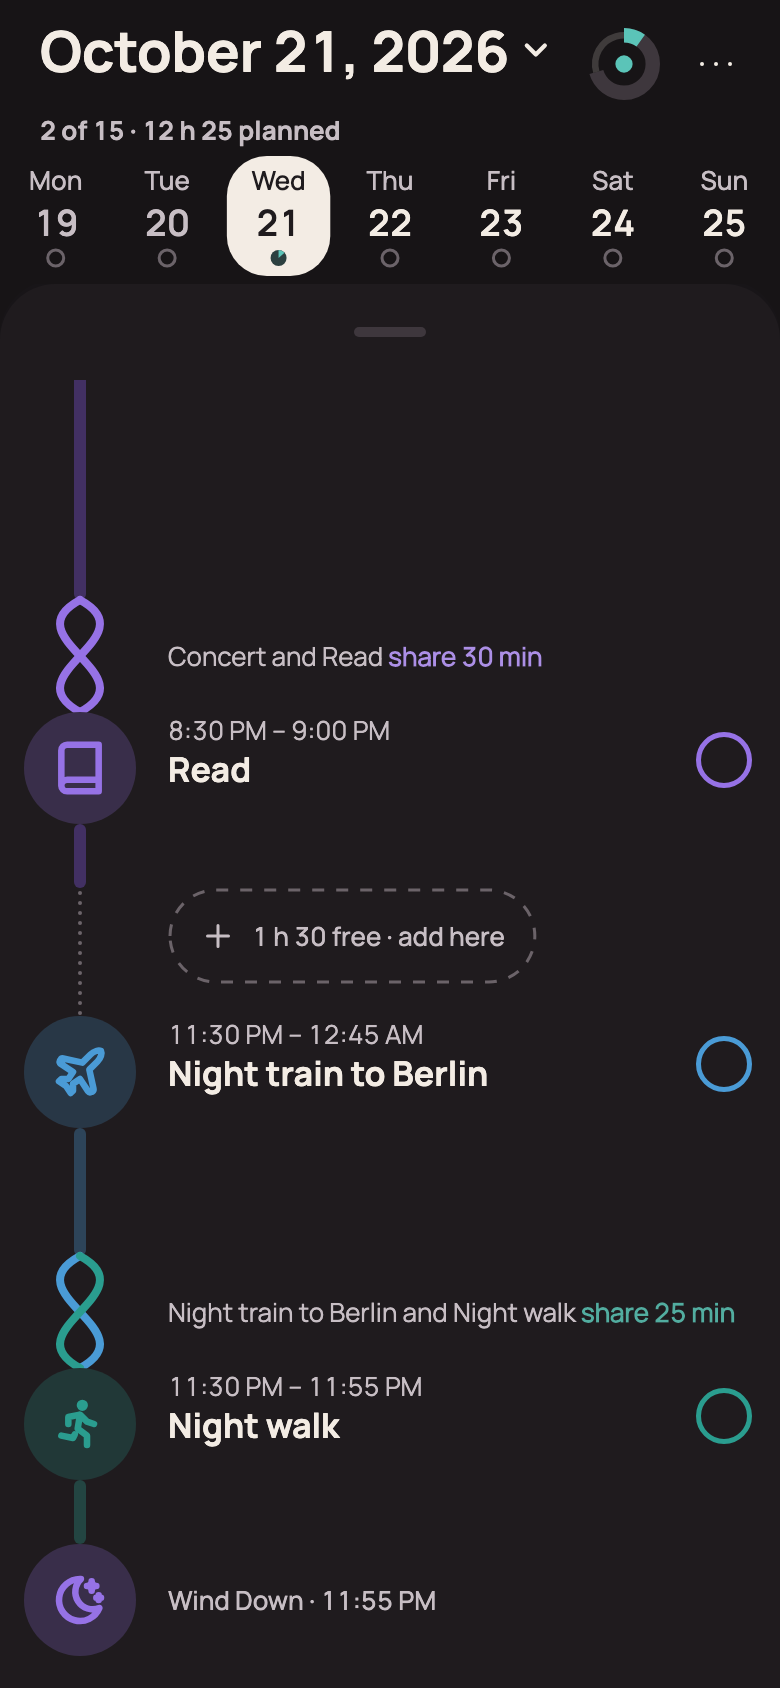 October 21, 2026
...
2 of 15 · 12 h 25 planned
Mon Tue Wed Thu Fri Sat Sun
19 20 21 22 23 24 25
Concert and Read share 30 min
8:30 PM – 9:00 PM
Read
+ 1 h 30 free · add here
11:30 PM – 12:45 AM
Night train to Berlin
Night train to Berlin and Night walk share 25 min
11:30 PM – 11:55 PM
Night walk
Wind Down · 11:55 PM